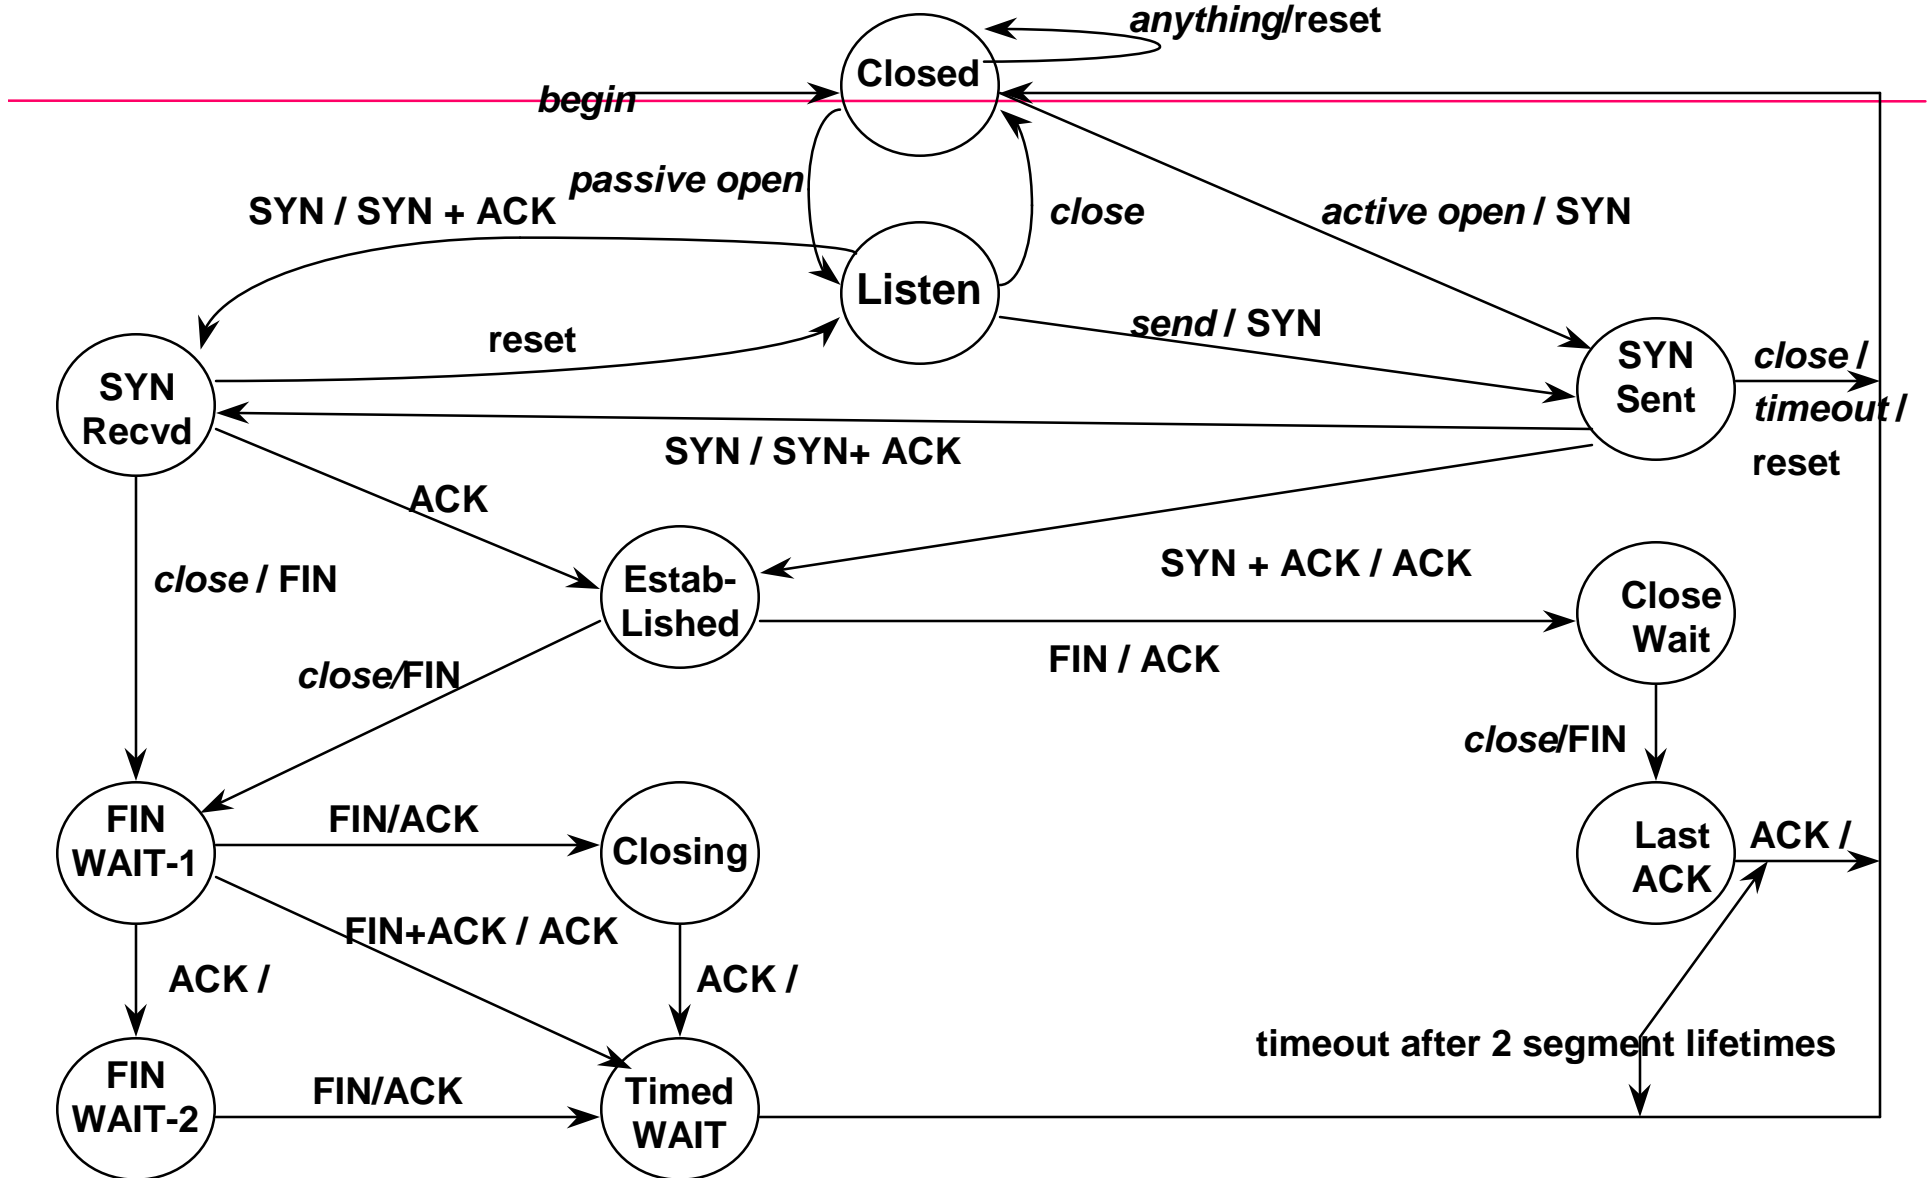 anything/reset
Closed
begin
passive open
SYN / SYN + ACK
close
active open / SYN
Listen
send / SYN
reset
SYN
Recvd
SYN
Sent
close /
timeout /
reset
SYN / SYN+ ACK
ACK
close / FIN
Estab-
Lished
SYN + ACK / ACK
Close
Wait
FIN / ACK
close/FIN
close/FIN
FIN
WAIT-1
FIN/ACK
Closing
Last
ACK
ACK /
FIN+ACK / ACK
ACK /
ACK /
timeout after 2 segment lifetimes
FIN
WAIT-2
FIN/ACK
Timed
WAIT